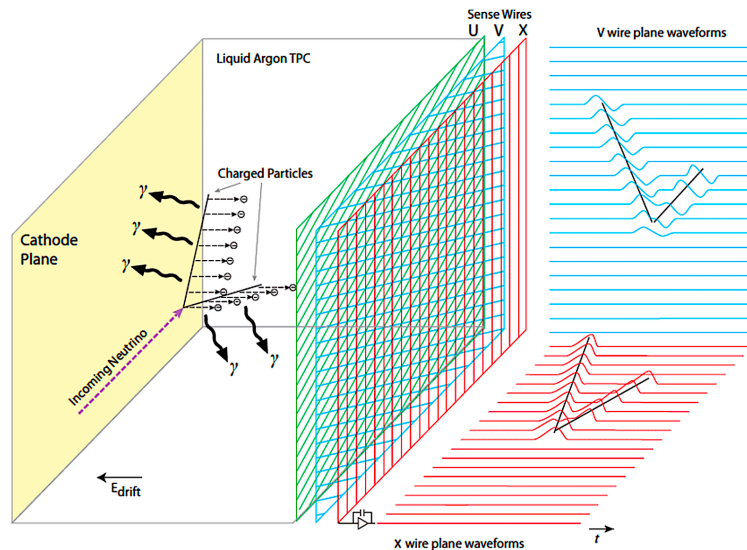 Sense Wires
U V X
V wire plane waveforms
Liquid Argon TPC
Charged Particles
γ
γ
γ
Cathode
Plane
γ
γ
Incoming Neutrino
Edrift
t
X wire plane waveforms